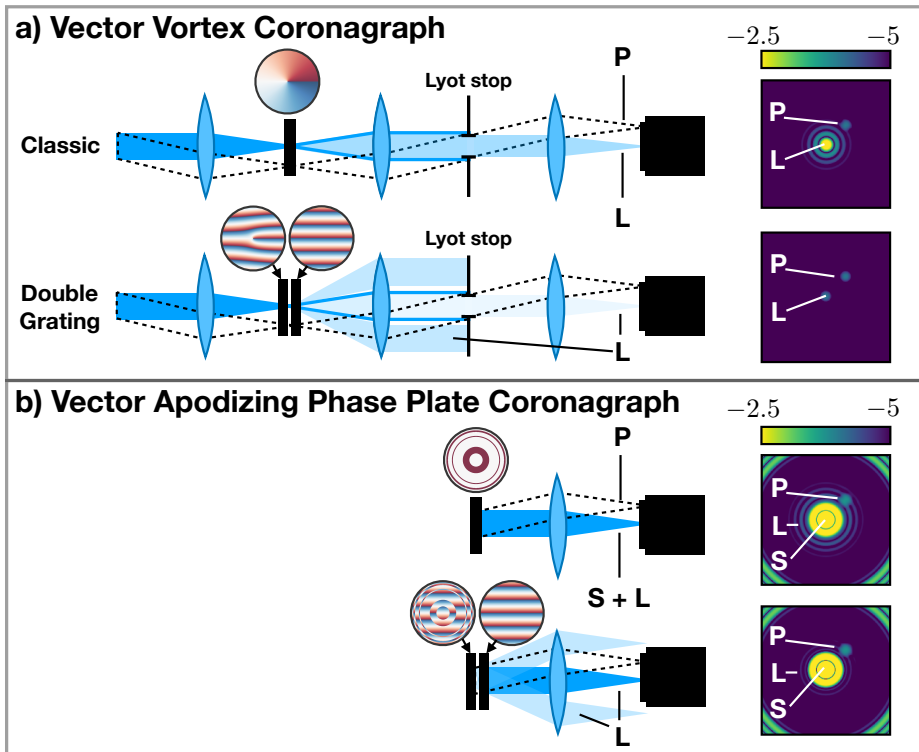 a) Vector Vortex Coronagraph
−2.5 −5
P
Lyot stop
Classic
L
P
L
Lyot stop
Double
Grating
L
P
L
b) Vector Apodizing Phase Plate Coronagraph
−2.5 −5
P
S + L
P
L
S
L
P
L
S